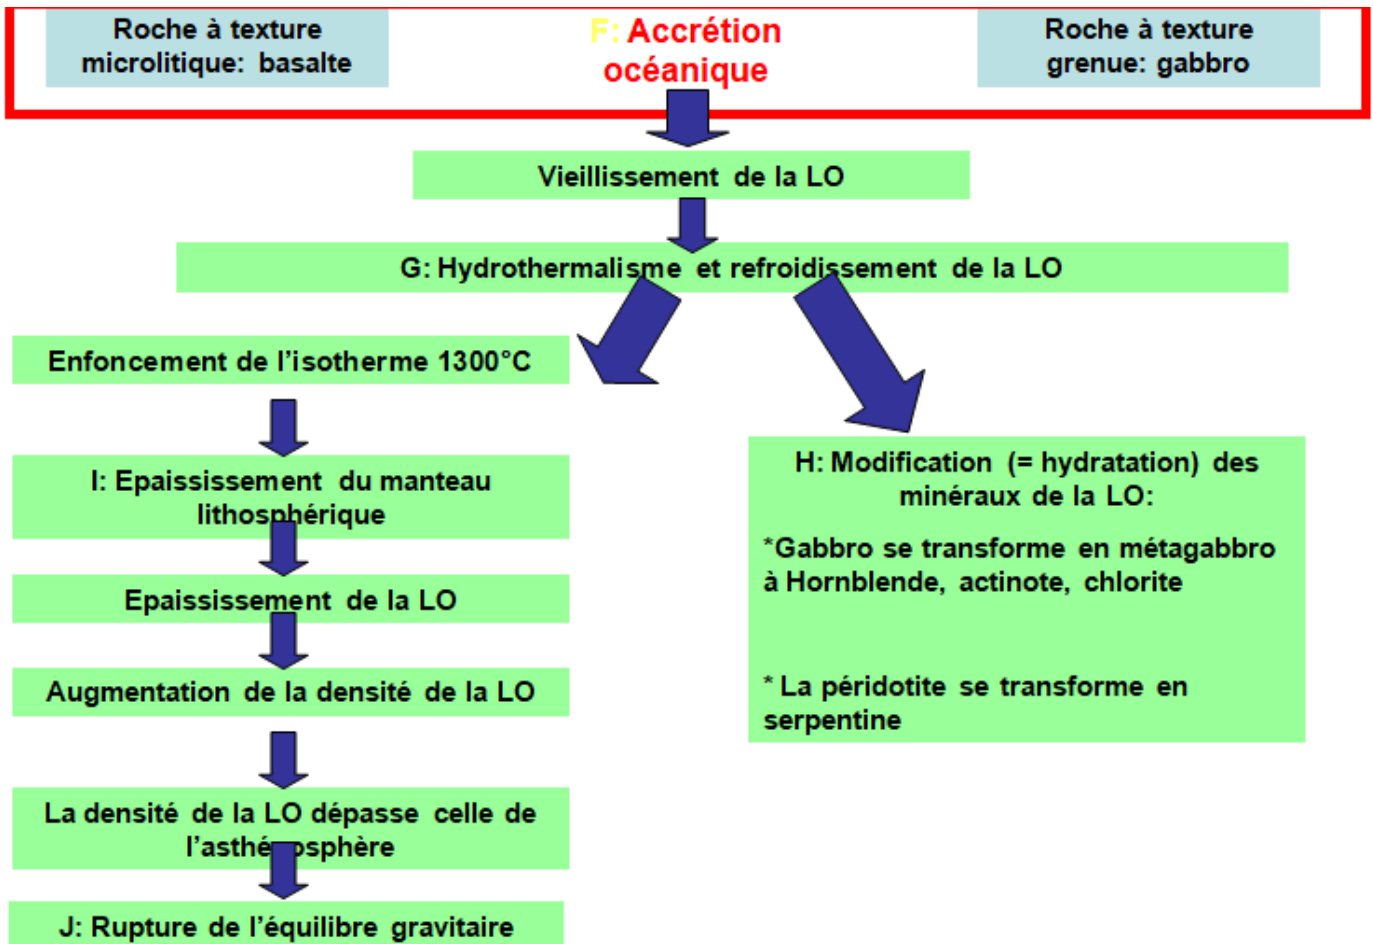 Roche à texture
microlitique: basalte
F: Accrétion
océanique
Roche à texture
grenue: gabbro
Vieillissement de la LO
G: Hydrothermalisme et refroidissement de la LO
Enfoncement de l'isotherme 1300°C
I: Epaississement du manteau
lithosphérique
Epaississement de la LO
Augmentation de la densité de la LO
La densité de la LO dépasse celle de
l'asthénosphère
J: Rupture de l'équilibre gravitaire
H: Modification (= hydratation) des
minéraux de la LO:
*Gabbro se transforme en métagabbro
à Hornblende, actinote, chlorite
* La péridotite se transforme en
serpentine